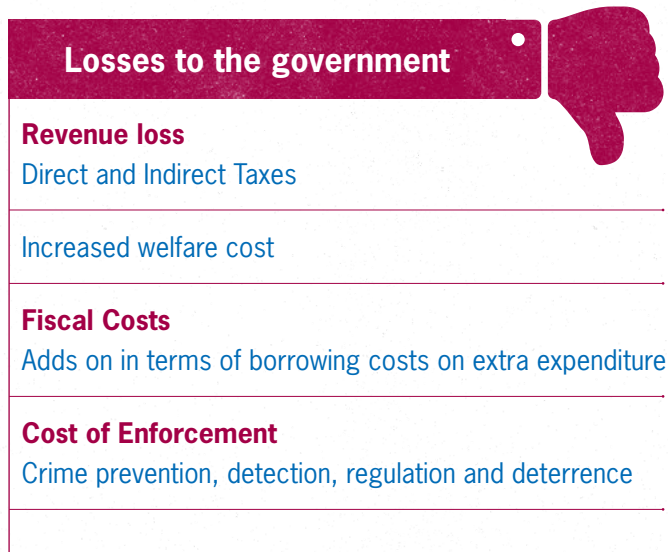 Losses to the government
Revenue loss
Direct and Indirect Taxes
Increased welfare cost
Fiscal Costs
Adds on in terms of borrowing costs on extra expenditure
Cost of Enforcement
Crime prevention, detection, regulation and deterrence